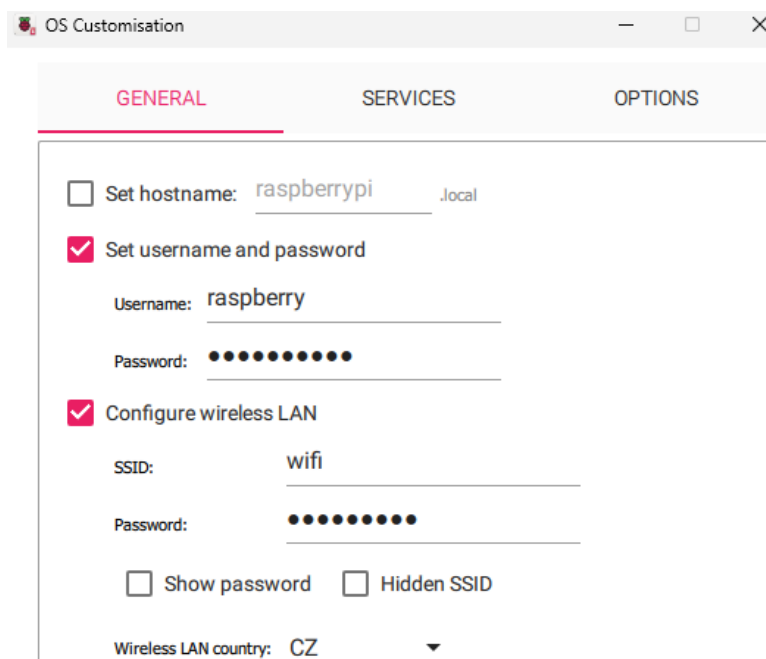 OS Customisation
GENERAL SERVICES OPTIONS
Set hostname: raspberrypi .local
Set username and password
Username: raspberry
Password: ●●●●●●●●●●
Configure wireless LAN
SSID: wifi
Password: ●●●●●●●●●
Show password Hidden SSID
Wireless LAN country: CZ